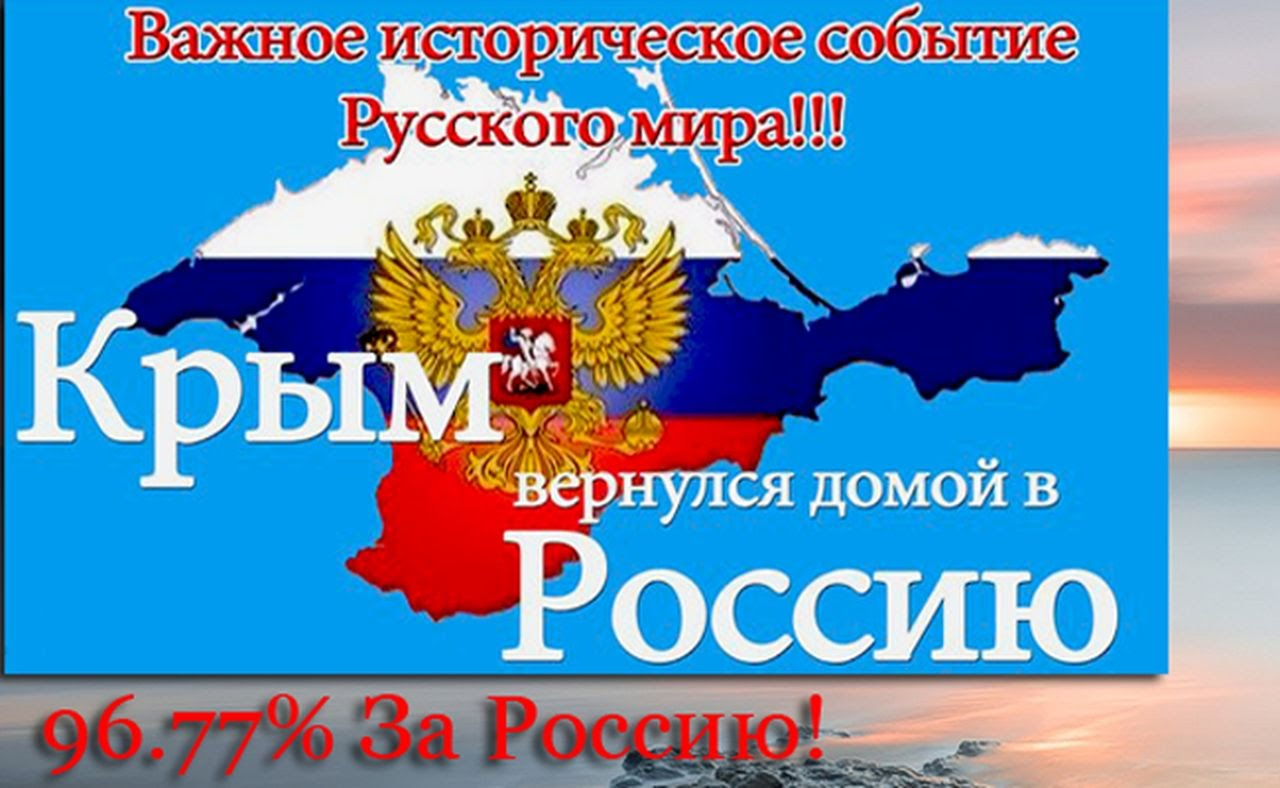 Важное историческое событие
Русского мира!!!
Крым
вернулся домой в
Россию
96.77% За Россию!